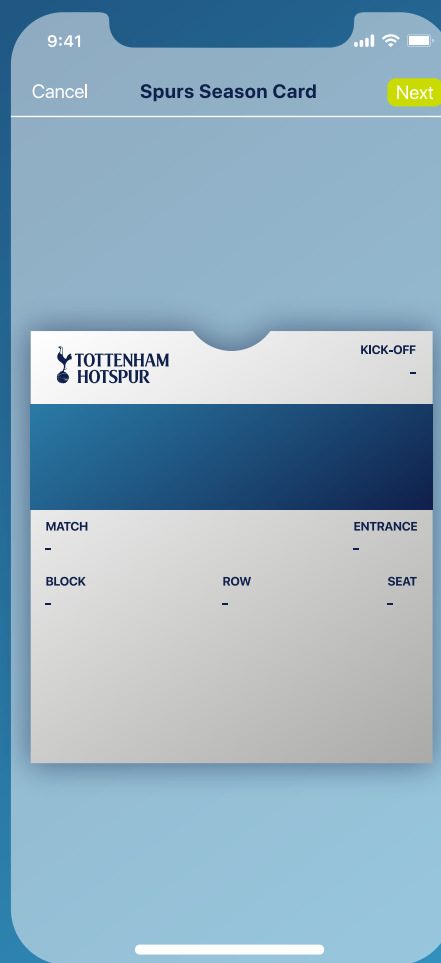 9:41
Cancel Spurs Season Card Next
TOTTENHAM
HOTSPUR
KICK-OFF
-
MATCH ENTRANCE
- -
BLOCK ROW SEAT
- - -